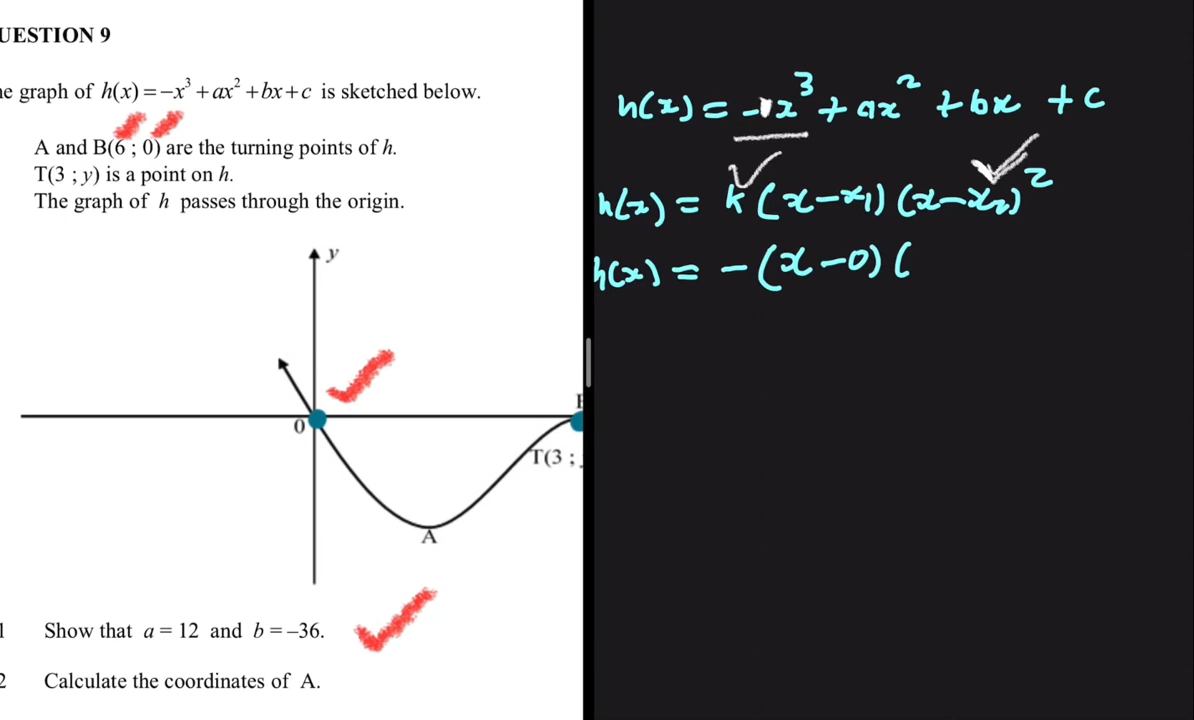 UESTION 9
he graph of h(x) = −x³ + ax² + bx + c is sketched below.
A and B(6 ; 0) are the turning points of h.
T(3 ; y) is a point on h.
The graph of h passes through the origin.
y
0
T(3 ;
A
1 Show that a = 12 and b = −36.
2 Calculate the coordinates of A.
h(x) = -1x³ + ax² + bx + c
h(x) = k(x-x₁)(x-x₂)²
h(x) = -(x-0)(